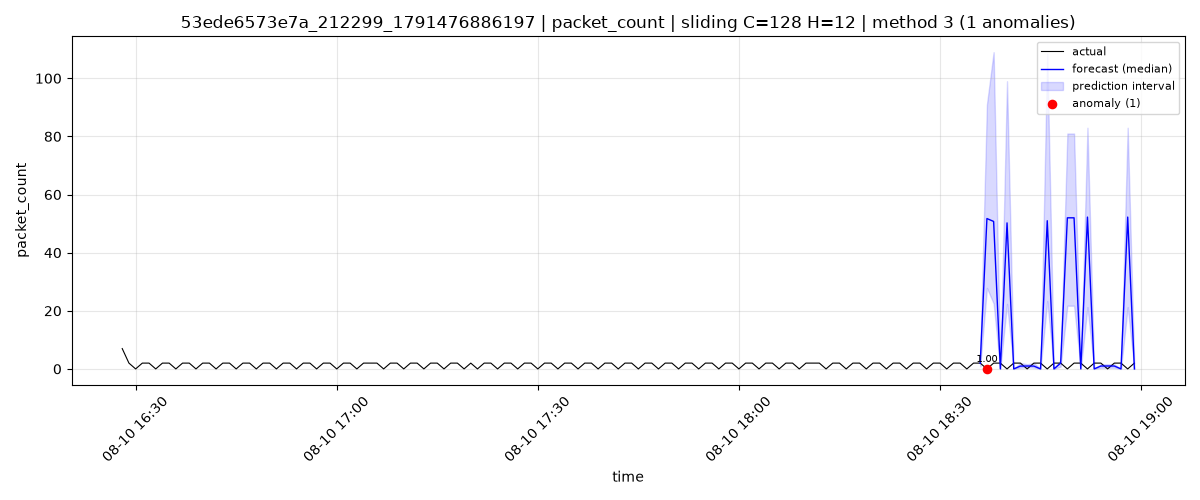 53ede6573e7a_212299_1791476886197 | packet_count | sliding C=128 H=12 | method 3 (1 anomalies)
actual
forecast (median)
prediction interval
anomaly (1)
packet_count
100
80
60
40
20
0
1.00
08-10 16:30
08-10 17:00
08-10 17:30
08-10 18:00
08-10 18:30
08-10 19:00
time